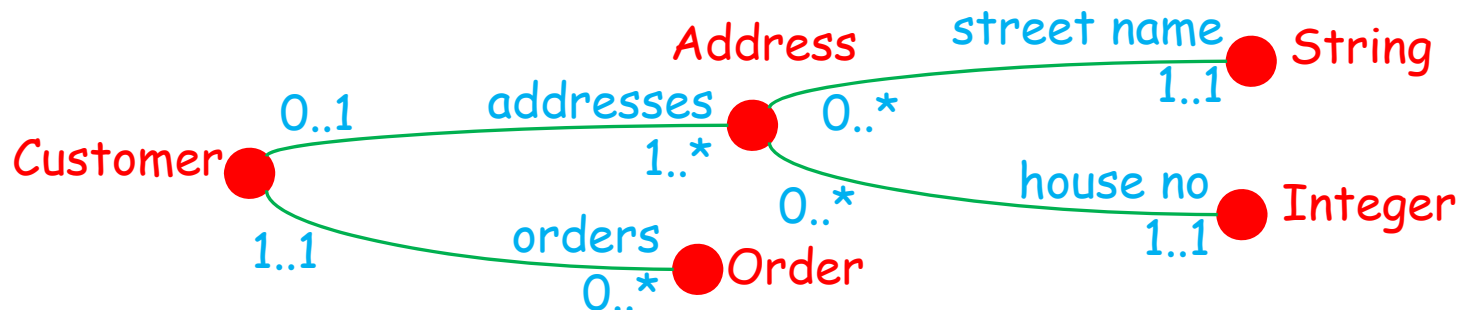 Customer
0..1
addresses
1..*
Address
0..*
street name
1..1
String
0..*
house no
1..1
Integer
1..1
orders
0..*
Order